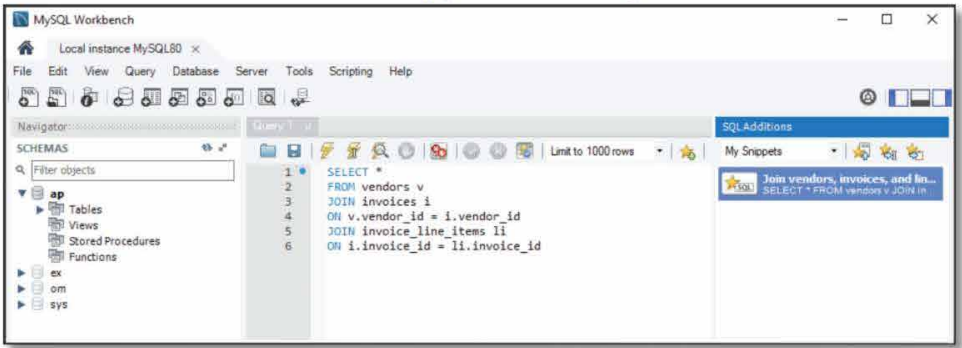 MySQL Workbench
Local instance MySQL80
File Edit View Query Database Server Tools Scripting Help
Navigator
SCHEMAS
Filter objects
ap
Tables
Views
Stored Procedures
Functions
ex
om
sys
Query 1
Limit to 1000 rows
1 SELECT *
2 FROM vendors v
3 JOIN invoices i
4 ON v.vendor_id = i.vendor_id
5 JOIN invoice_line_items li
6 ON i.invoice_id = li.invoice_id
SQLAdditions
My Snippets
SQL
Join vendors, invoices, and lin...
SELECT * FROM vendors v JOIN in...